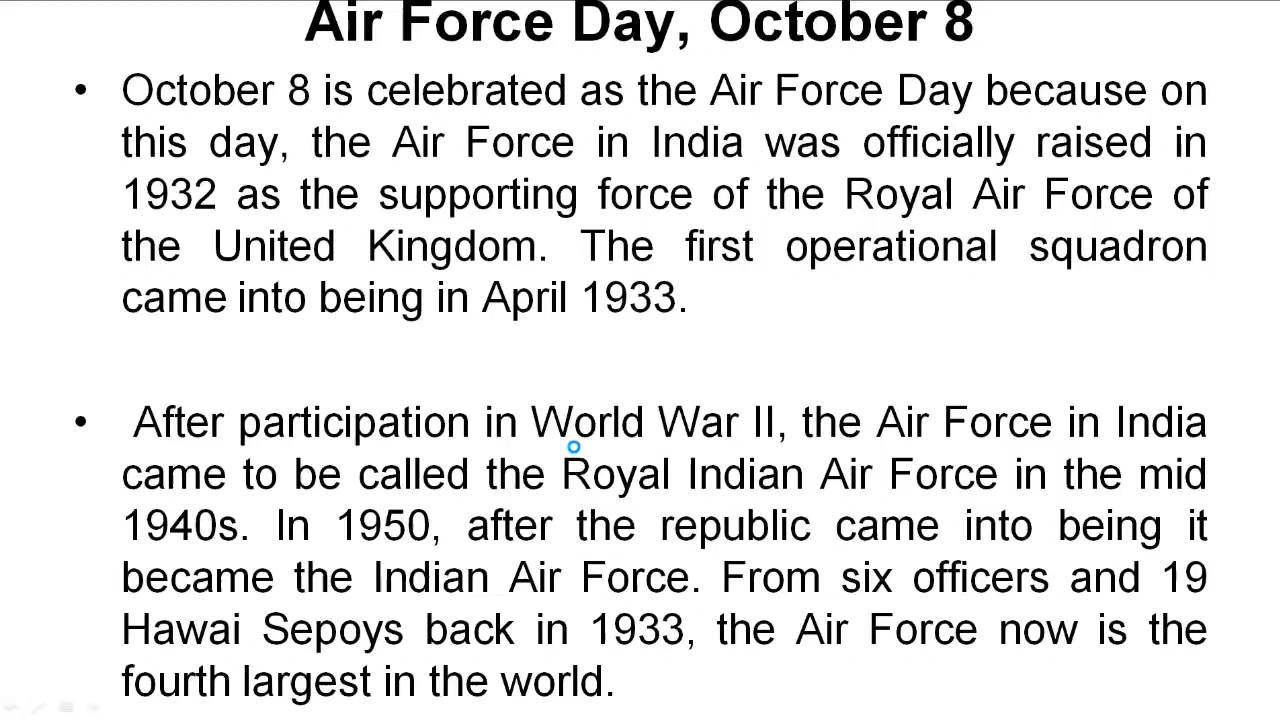 Air Force Day, October 8
• October 8 is celebrated as the Air Force Day because on
this day, the Air Force in India was officially raised in
1932 as the supporting force of the Royal Air Force of
the United Kingdom. The first operational squadron
came into being in April 1933.
• After participation in World War II, the Air Force in India
came to be called the Royal Indian Air Force in the mid
1940s. In 1950, after the republic came into being it
became the Indian Air Force. From six officers and 19
Hawai Sepoys back in 1933, the Air Force now is the
fourth largest in the world.